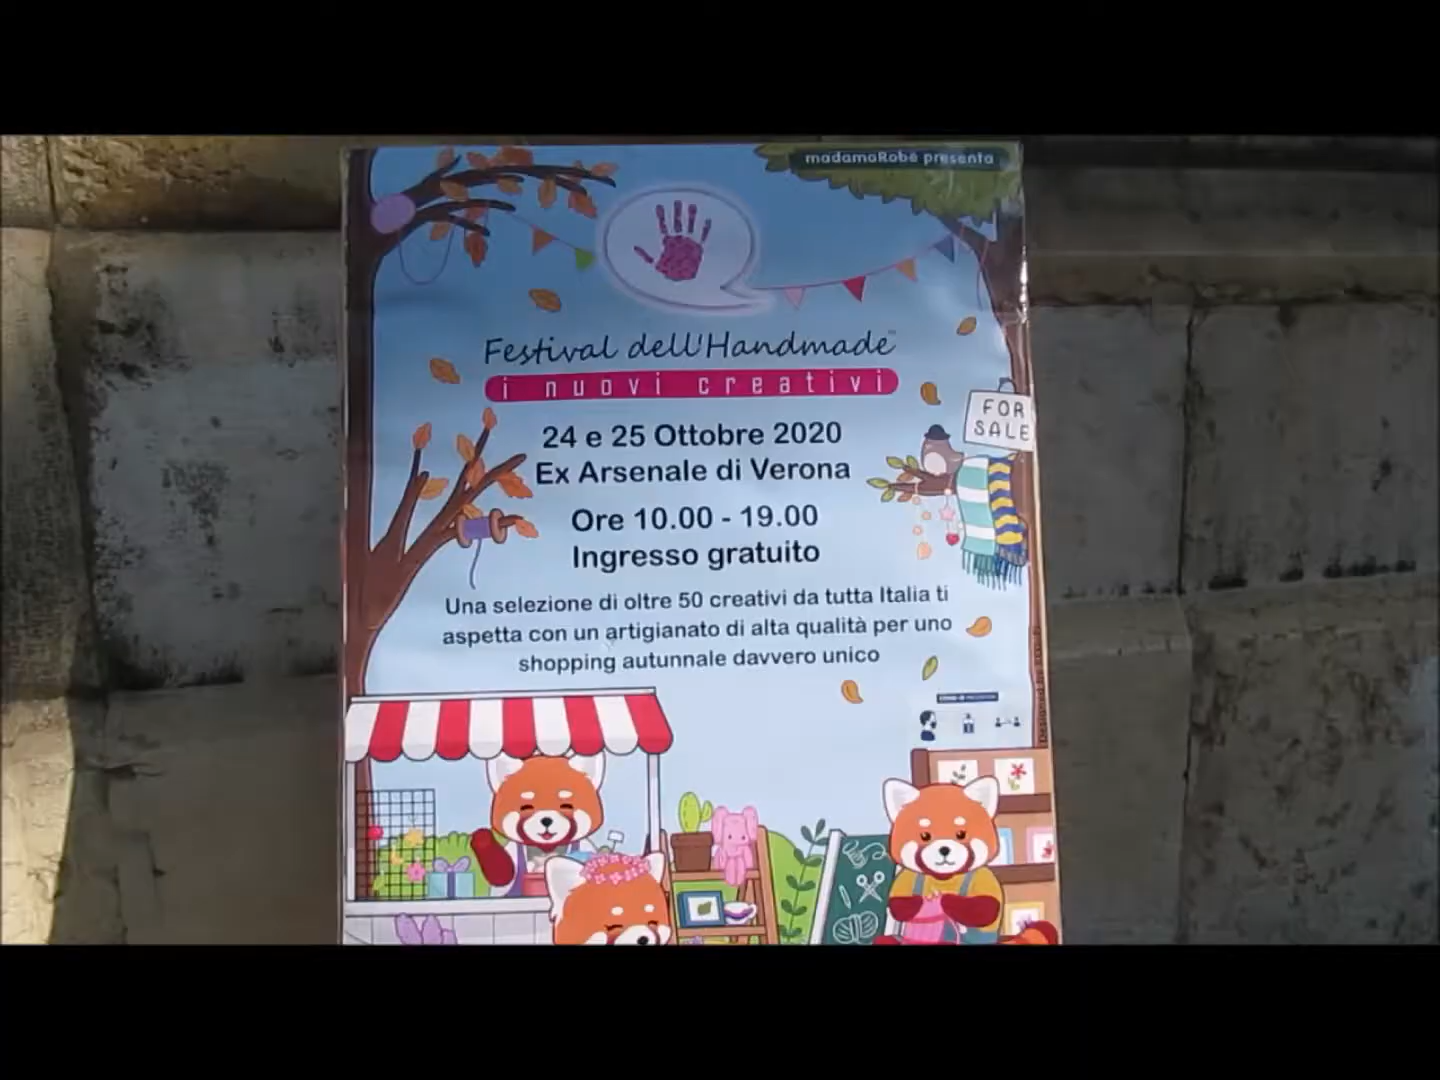 madamaRobè presenta
Festival dell'Handmade
i nuovi creativi
24 e 25 Ottobre 2020
Ex Arsenale di Verona
Ore 10.00 - 19.00
Ingresso gratuito
Una selezione di oltre 50 creativi da tutta Italia ti
aspetta con un artigianato di alta qualità per uno
shopping autunnale davvero unico
FOR
SALE